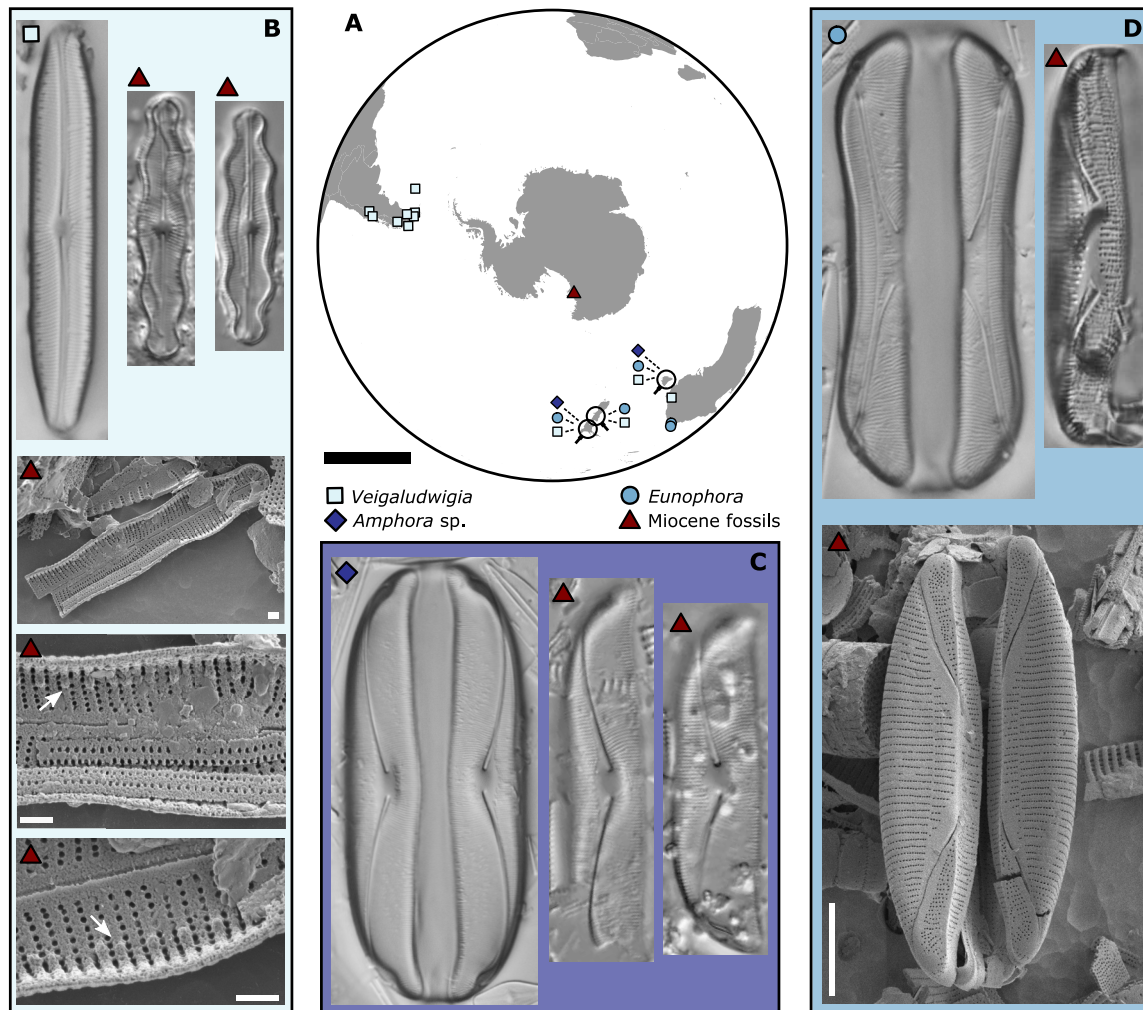 B
A
D
Veigaludwigia
Eunophora
Amphora sp.
Miocene fossils
C